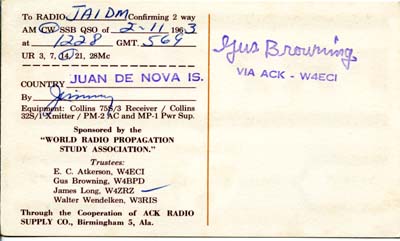 To RADIO JA1DM Confirming 2 way
AM CW SSB QSO of 2-11 1963
at 1228 GMT. 569
UR 3, 7, 14, 21, 28Mc
COUNTRY JUAN DE NOVA IS.
By Jimmy
Equipment: Collins 75S/3 Receiver / Collins
32S/1 Xmitter / PM-2 AC and MP-1 Pwr Sup.
Sponsored by the
"WORLD RADIO PROPAGATION
STUDY ASSOCIATION."
Trustees:
E. C. Atkerson, W4ECI
Gus Browning, W4BPD
James Long, W4ZRZ
Walter Wendelken, W3RIS
Through the Cooperation of ACK RADIO
SUPPLY CO., Birmingham 5, Ala.
Gus Browning
VIA ACK - W4ECI